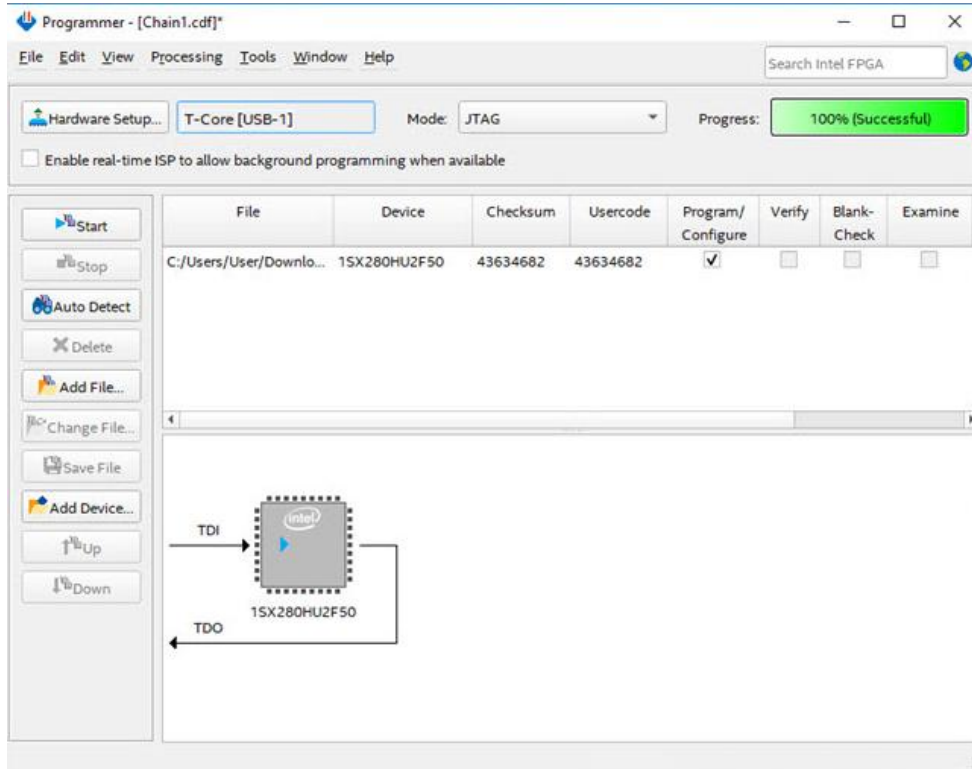 Programmer - [Chain1.cdf]*
File Edit View Processing Tools Window Help
Search Intel FPGA
Hardware Setup... T-Core [USB-1] Mode: JTAG Progress: 100% (Successful)
Enable real-time ISP to allow background programming when available
Start
Stop
Auto Detect
Delete
Add File...
Change File...
Save File
Add Device...
Up
Down
File Device Checksum Usercode Program/ Verify Blank- Examine
Configure Check
C:/Users/User/Downlo... 1SX280HU2F50 43634682 43634682
TDI
intel
1SX280HU2F50
TDO